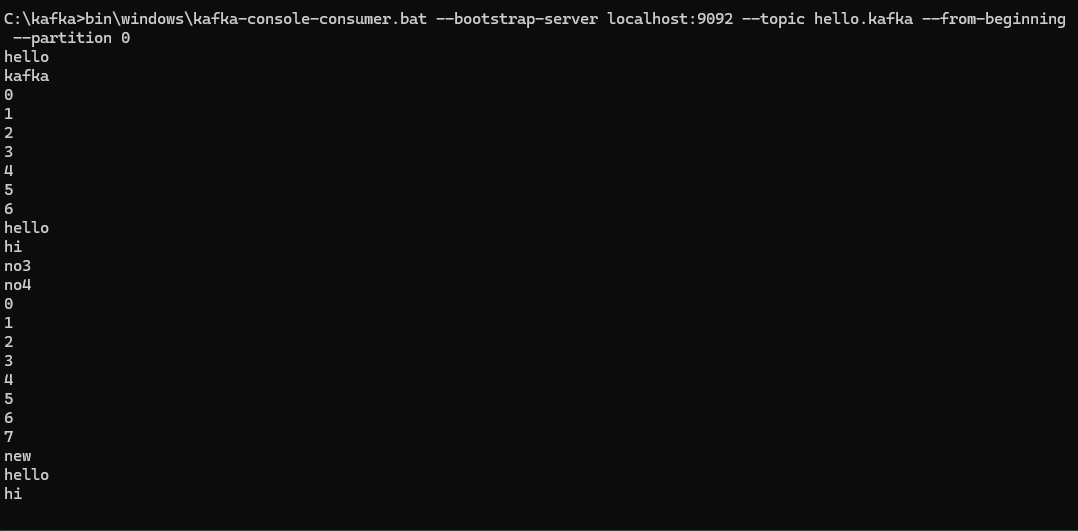 C:\kafka>bin\windows\kafka-console-consumer.bat --bootstrap-server localhost:9092 --topic hello.kafka --from-beginning
--partition 0
hello
kafka
0
1
2
3
4
5
6
hello
hi
no3
no4
0
1
2
3
4
5
6
7
new
hello
hi